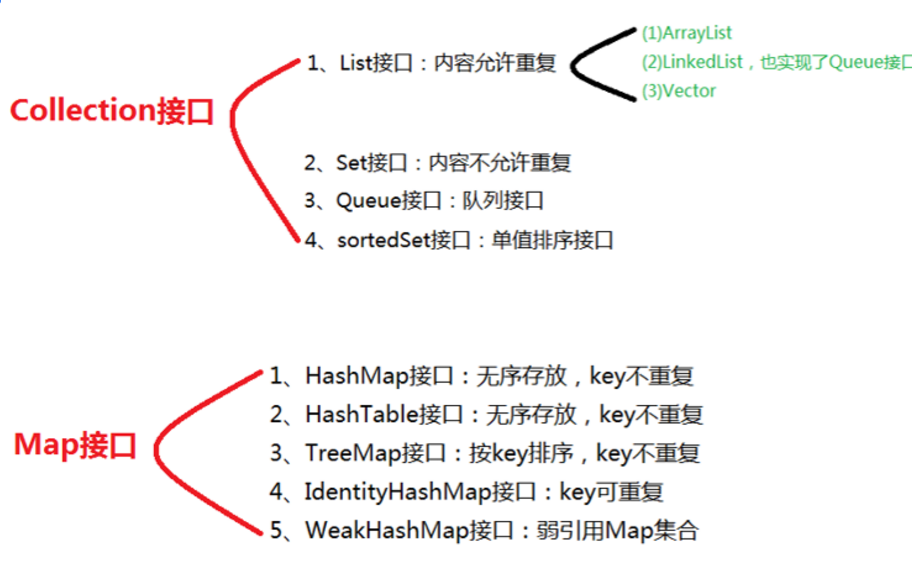 Collection接口
1、List接口：内容允许重复
(1)ArrayList
(2)LinkedList，也实现了Queue接口
(3)Vector
2、Set接口：内容不允许重复
3、Queue接口：队列接口
4、sortedSet接口：单值排序接口
Map接口
1、HashMap接口：无序存放，key不重复
2、HashTable接口：无序存放，key不重复
3、TreeMap接口：按key排序，key不重复
4、IdentityHashMap接口：key可重复
5、WeakHashMap接口：弱引用Map集合